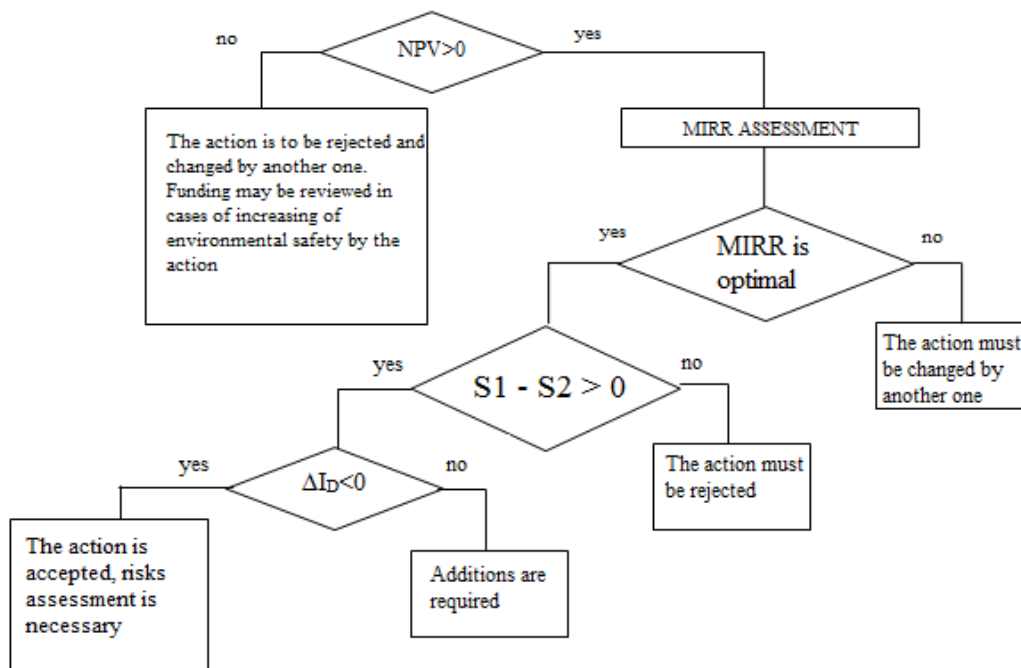 no
NPV>0
yes
The action is to be rejected and
changed by another one.
Funding may be reviewed in
cases of increasing of
environmental safety by the
action
MIRR ASSESSMENT
yes
MIRR is
optimal
no
The action must
be changed by
another one
yes
S1 - S2 > 0
no
The action must
be rejected
yes
ΔID<0
no
The action is
accepted, risks
assessment is
necessary
Additions are
required